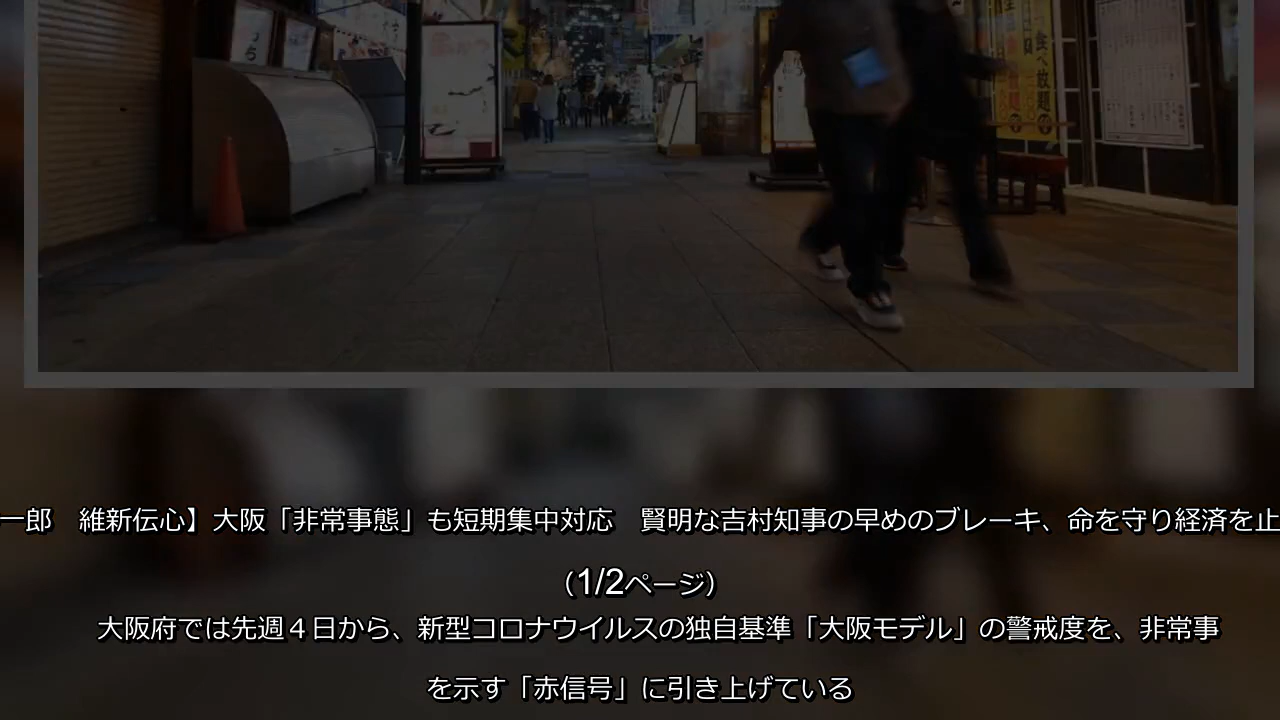 食べ放題
一郎　維新伝心】大阪「非常事態」も短期集中対応　賢明な吉村知事の早めのブレーキ、命を守り経済を止
（1/2ページ）
大阪府では先週４日から、新型コロナウイルスの独自基準「大阪モデル」の警戒度を、非常事
を示す「赤信号」に引き上げている